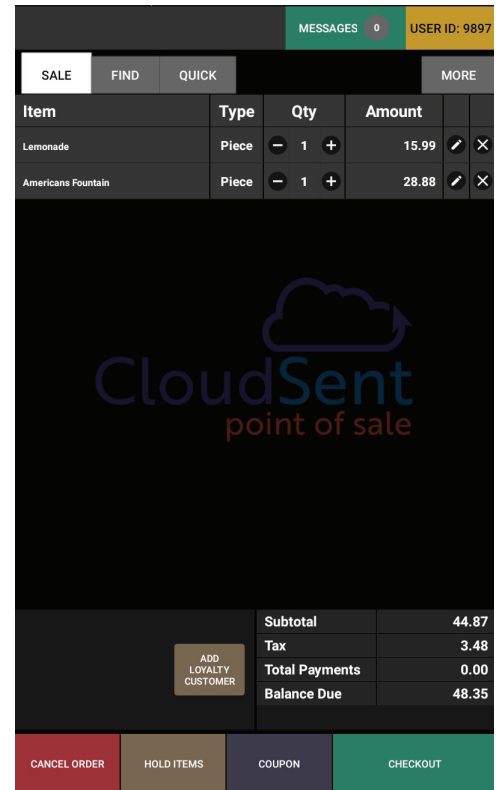 MESSAGES 0 USER ID: 9897
SALE FIND QUICK MORE
Item Type Qty Amount
Lemonade Piece 1 15.99
Americans Fountain Piece 1 28.88
CloudSent
point of sale
Subtotal 44.87
Tax 3.48
Total Payments 0.00
Balance Due 48.35
ADD
LOYALTY
CUSTOMER
CANCEL ORDER HOLD ITEMS COUPON CHECKOUT